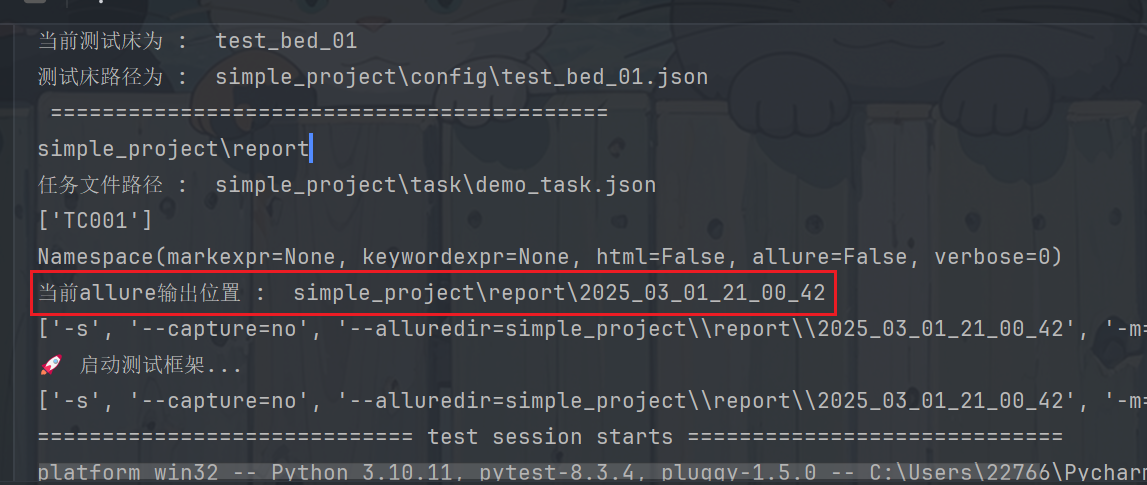 当前测试床为 :  test_bed_01
测试床路径为 :  simple_project\config\test_bed_01.json
===========================================
simple_project\report
任务文件路径 :  simple_project\task\demo_task.json
['TC001']
Namespace(markexpr=None, keywordexpr=None, html=False, allure=False, verbose=0)
当前allure输出位置 :  simple_project\report\2025_03_01_21_00_42
['-s', '--capture=no', '--alluredir=simple_project\\report\\2025_03_01_21_00_42', '-m=
🚀 启动测试框架...
['-s', '--capture=no', '--alluredir=simple_project\\report\\2025_03_01_21_00_42', '-m=
============================= test session starts =============================
platform win32 -- Python 3.10.11, pytest-8.3.4, pluggy-1.5.0 -- C:\Users\22766\Pycharm